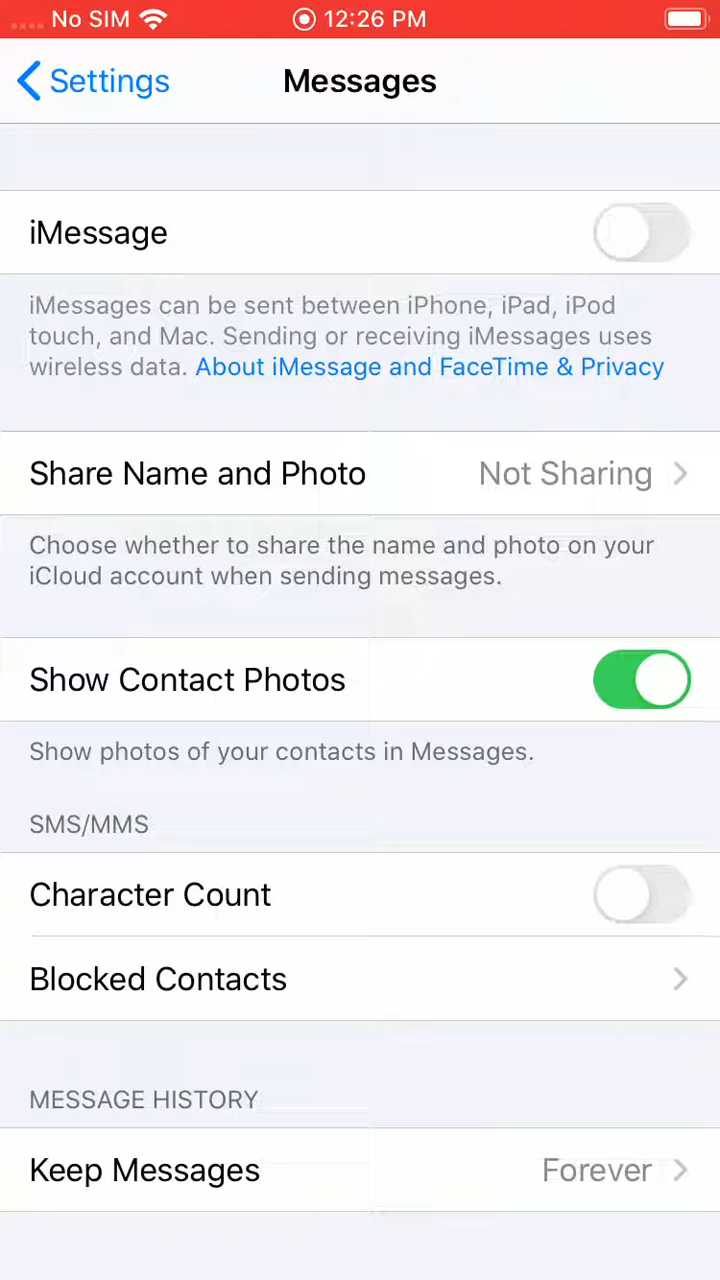 No SIM 12:26 PM
Settings Messages
iMessage
iMessages can be sent between iPhone, iPad, iPod
touch, and Mac. Sending or receiving iMessages uses
wireless data. About iMessage and FaceTime & Privacy
Share Name and Photo Not Sharing
Choose whether to share the name and photo on your
iCloud account when sending messages.
Show Contact Photos
Show photos of your contacts in Messages.
SMS/MMS
Character Count
Blocked Contacts
MESSAGE HISTORY
Keep Messages Forever